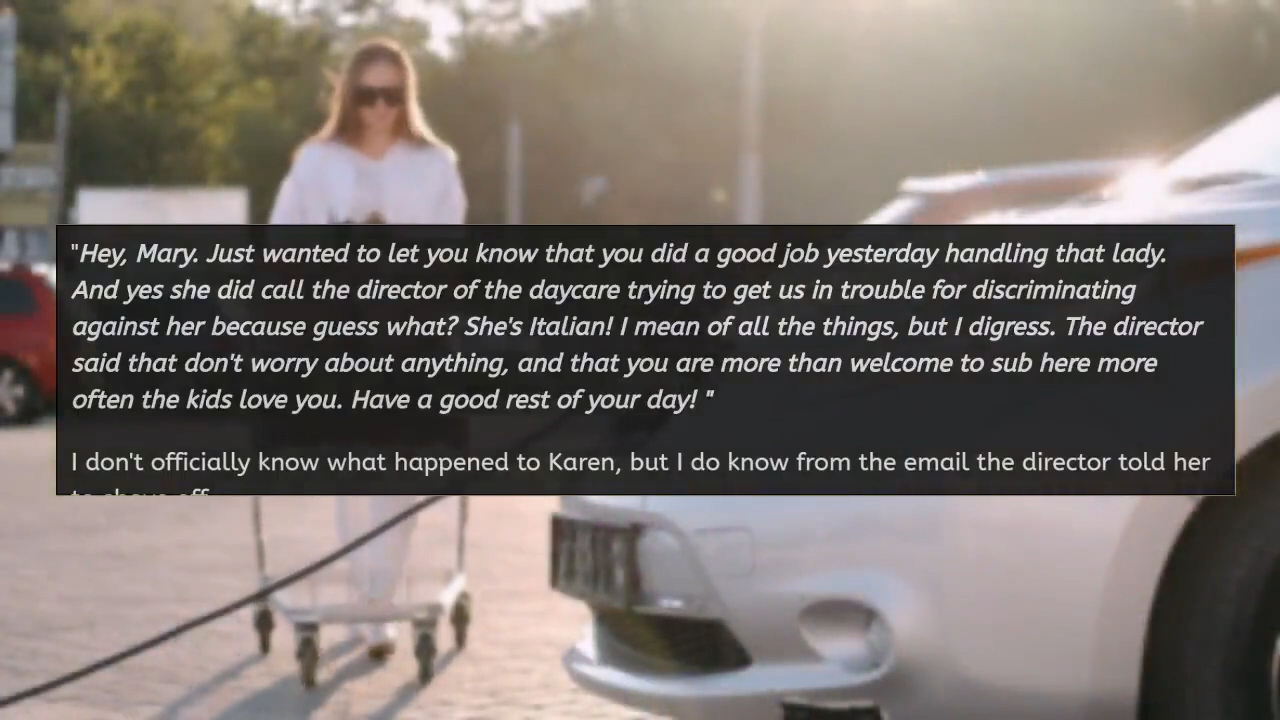 "Hey, Mary. Just wanted to let you know that you did a good job yesterday handling that lady.
And yes she did call the director of the daycare trying to get us in trouble for discriminating
against her because guess what? She's Italian! I mean of all the things, but I digress. The director
said that don't worry about anything, and that you are more than welcome to sub here more
often the kids love you. Have a good rest of your day! "
I don't officially know what happened to Karen, but I do know from the email the director told her